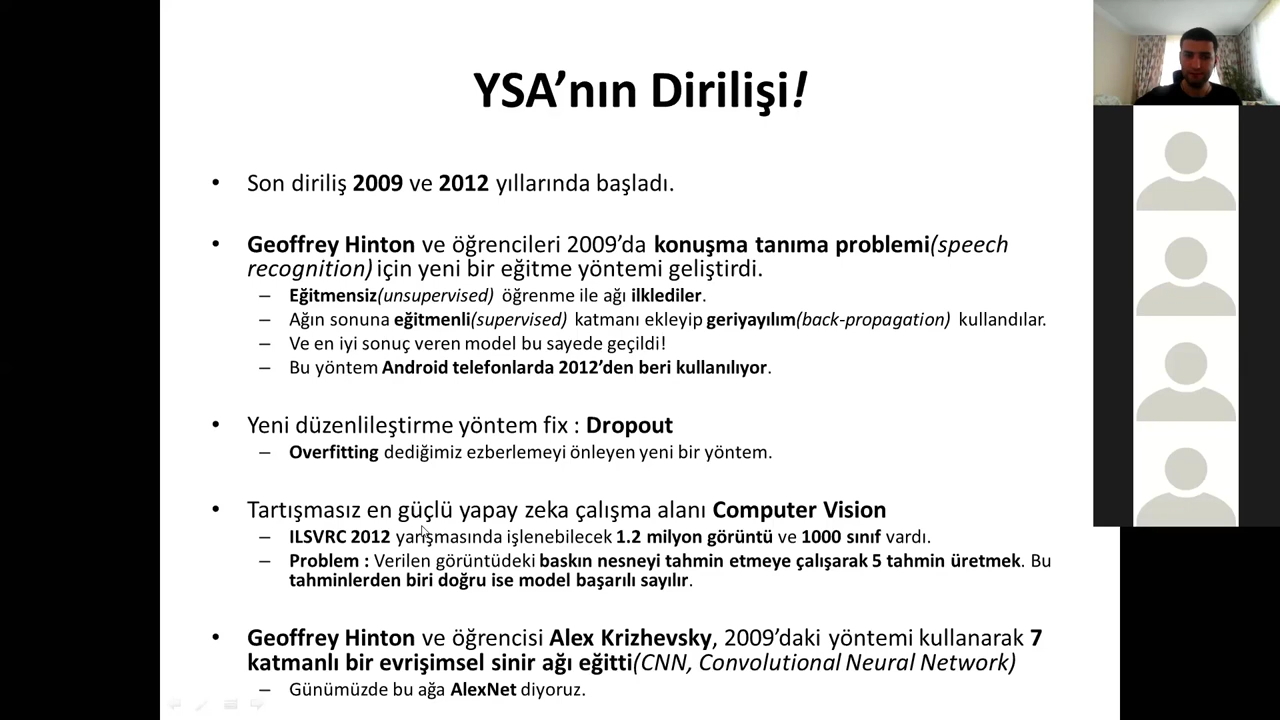 YSA’nın Dirilişi!
• Son diriliş 2009 ve 2012 yıllarında başladı.
• Geoffrey Hinton ve öğrencileri 2009’da konuşma tanıma problemi(speech
recognition) için yeni bir eğitme yöntemi geliştirdi.
– Eğitmensiz(unsupervised) öğrenme ile ağı ilklediler.
– Ağın sonuna eğitmenli(supervised) katmanı ekleyip geriyayılım(back-propagation) kullandılar.
– Ve en iyi sonuç veren model bu sayede geçildi!
– Bu yöntem Android telefonlarda 2012’den beri kullanılıyor.
• Yeni düzenlileştirme yöntem fix : Dropout
– Overfitting dediğimiz ezberlemeyi önleyen yeni bir yöntem.
• Tartışmasız en güçlü yapay zeka çalışma alanı Computer Vision
– ILSVRC 2012 yarışmasında işlenebilecek 1.2 milyon görüntü ve 1000 sınıf vardı.
– Problem : Verilen görüntüdeki baskın nesneyi tahmin etmeye çalışarak 5 tahmin üretmek. Bu
tahminlerden biri doğru ise model başarılı sayılır.
• Geoffrey Hinton ve öğrencisi Alex Krizhevsky, 2009’daki yöntemi kullanarak 7
katmanlı bir evrişimsel sinir ağı eğitti(CNN, Convolutional Neural Network)
– Günümüzde bu ağa AlexNet diyoruz.